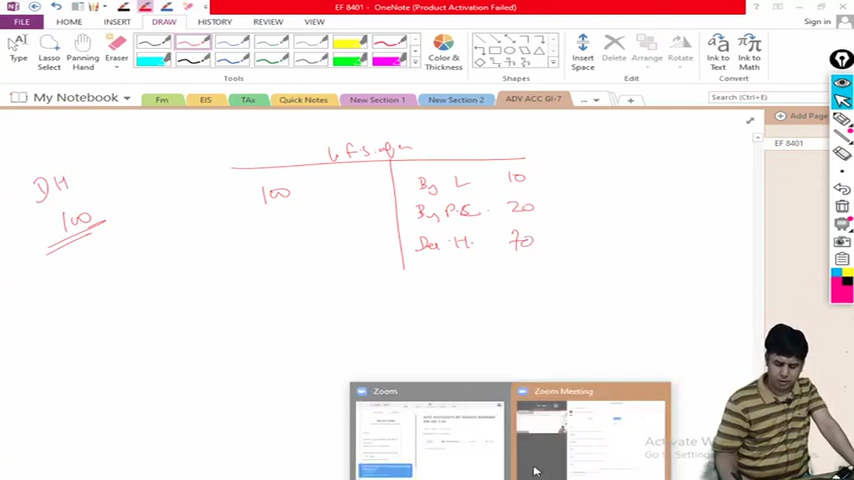 EF 8401 - OneNote (Product Activation Failed)
FILE HOME INSERT DRAW HISTORY REVIEW VIEW Sign in
Type Lasso Select Panning Hand Eraser Color & Thickness Insert Space Delete Arrange Rotate Ink to Text Ink to Math
Tools Shapes Edit Convert
My Notebook Fm EIS TAx Quick Notes New Section 1 New Section 2 ADV ACC GI-7 Search (Ctrl+E)
Add Page
EF 8401
DH
100
100
By L 10
By P.S. 20
H. 70
Zoom Zoom Meeting
Activate W
Go to Setting